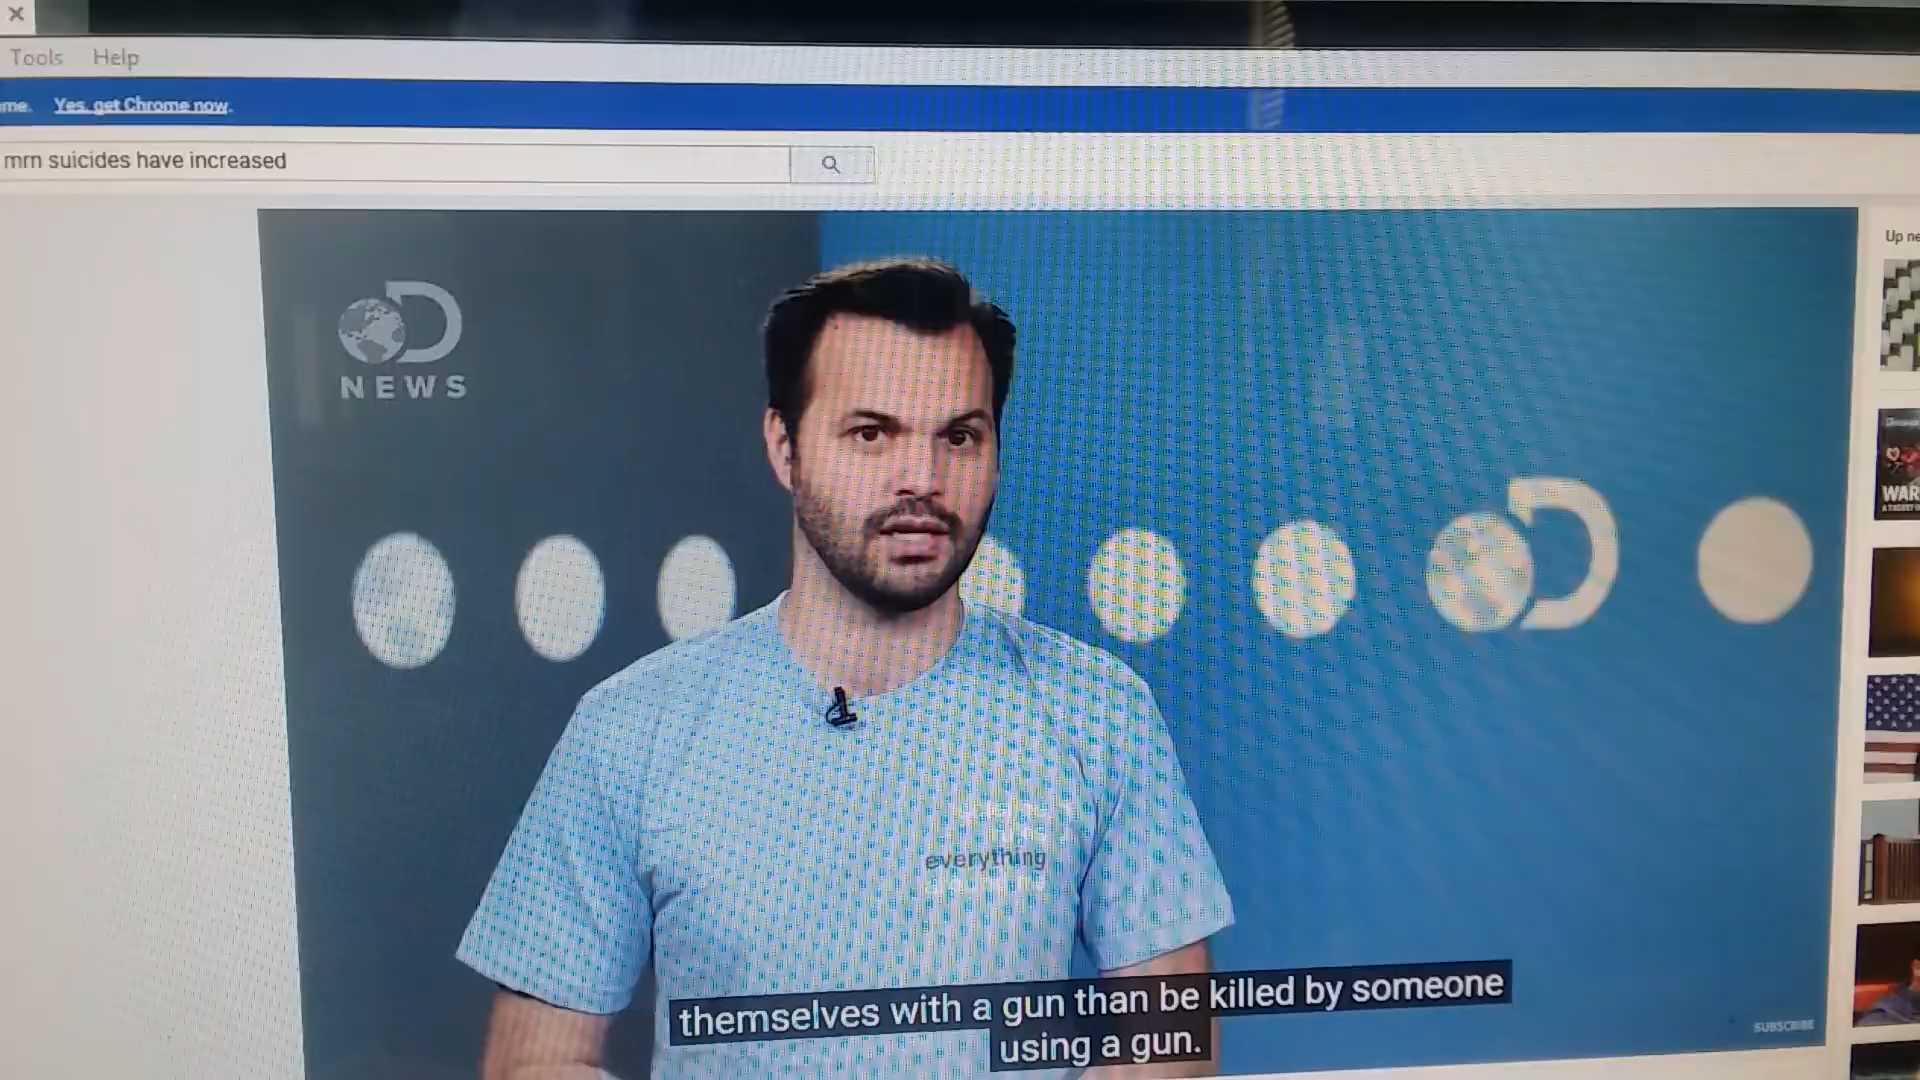 Tools Help
me. Yes, get Chrome now.
mrn suicides have increased
Up ne
NEWS
WAR
everything
themselves with a gun than be killed by someone
using a gun.
SUBSCRIBE